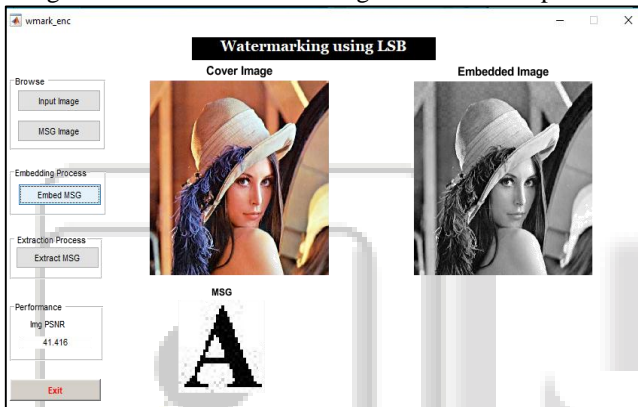 wmark_enc
Watermarking using LSB
Browse
Input Image
MSG Image
Embedding Process
Embed MSG
Extraction Process
Extract MSG
Performance
Img PSNR
41.416
Exit
Cover Image
Embedded Image
MSG
A